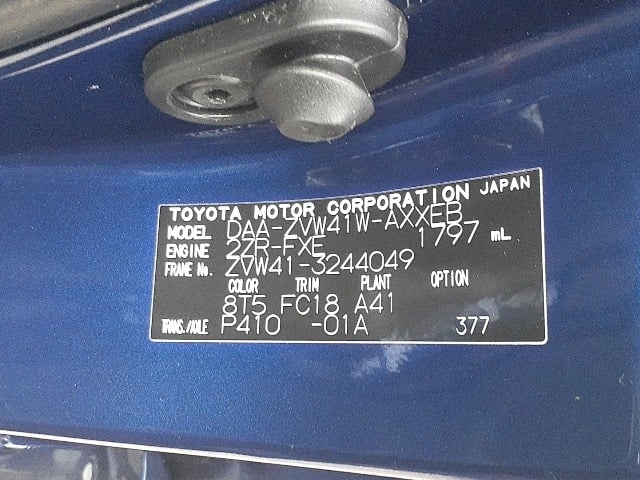 TOYOTA MOTOR CORPORATION JAPAN
MODEL DAA-ZVW41W-AXXEB
ENGINE 2ZR-FXE 1797 mL
FRAME No. ZVW41-3244049
COLOR TRIM PLANT OPTION
8T5 FC18 A41
TRANS./AXLE P410 -01A 377